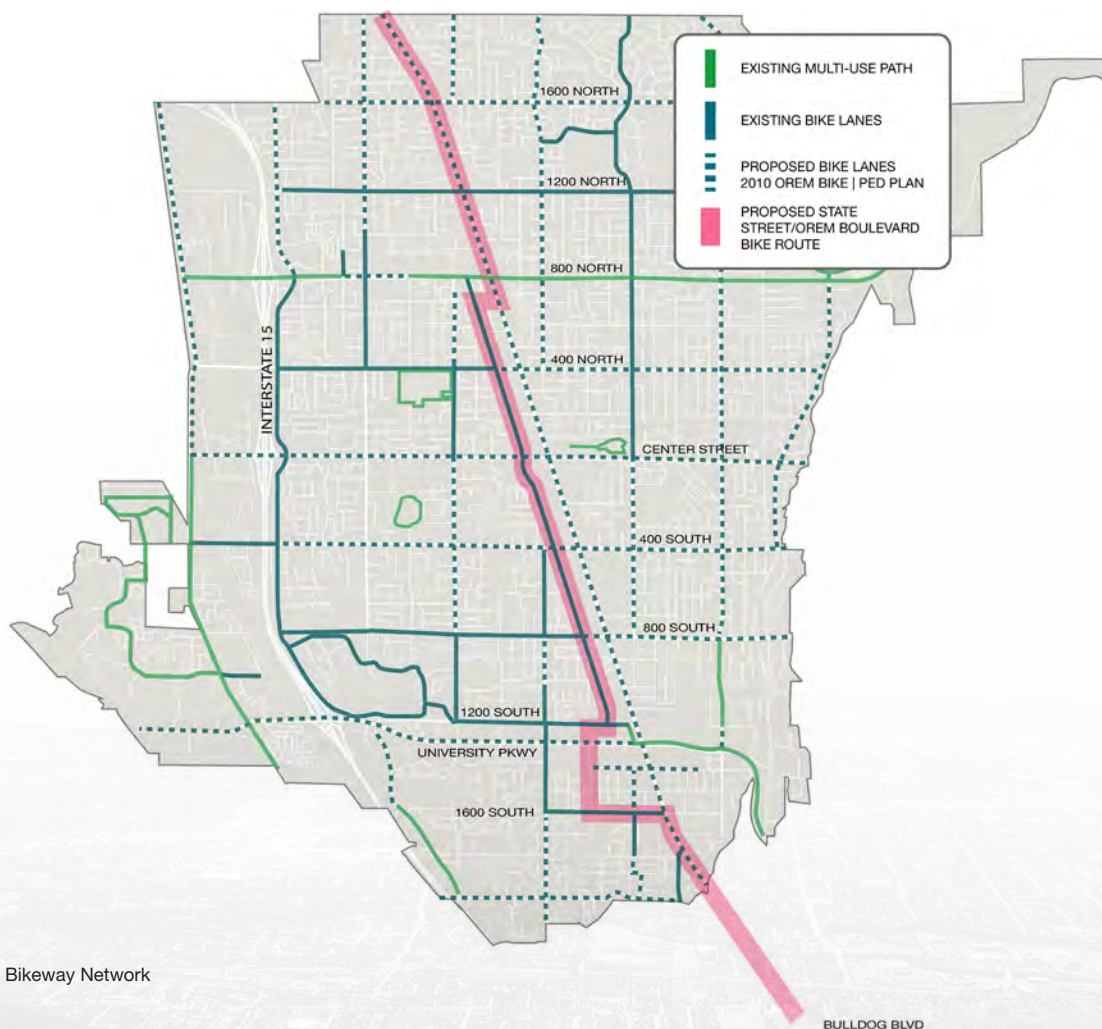 EXISTING MULTI-USE PATH
EXISTING BIKE LANES
PROPOSED BIKE LANES
2010 OREM BIKE | PED PLAN
PROPOSED STATE
STREET/OREM BOULEVARD
BIKE ROUTE
1600 NORTH
1200 NORTH
800 NORTH
INTERSTATE 15
400 NORTH
CENTER STREET
400 SOUTH
800 SOUTH
1200 SOUTH
UNIVERSITY PKWY
1600 SOUTH
Bikeway Network
BULLDOG BLVD